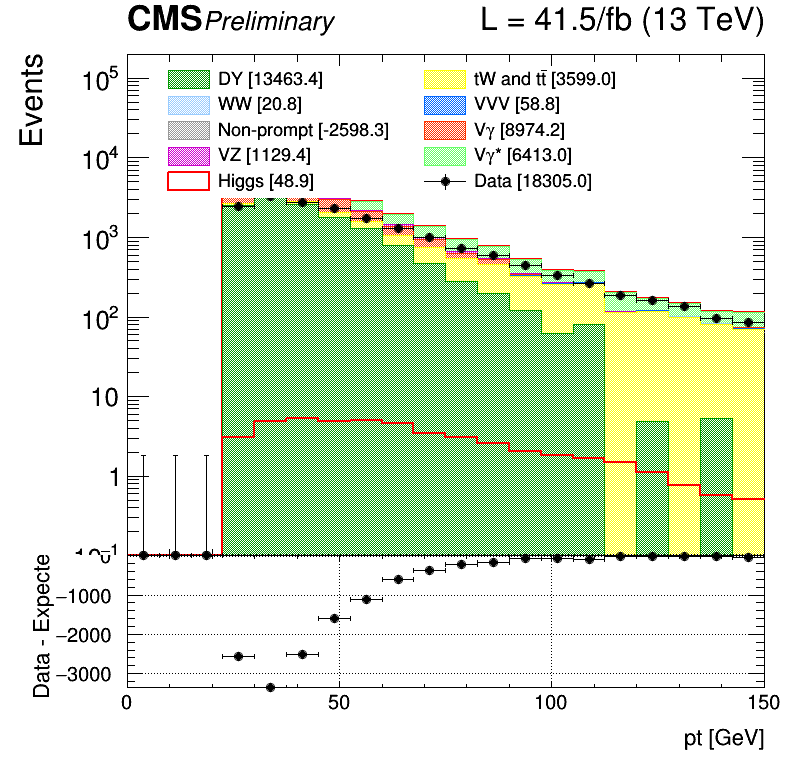 CMS Preliminary L = 41.5/fb (13 TeV)
Events
DY [13463.4] tW and tt̄ [3599.0]
WW [20.8] VVV [58.8]
Non-prompt [-2598.3] Vγ [8974.2]
VZ [1129.4] Vγ* [6413.0]
Higgs [48.9] Data [18305.0]
10⁵
10⁴
10³
10²
10
1
Data - Expecte
−1000
−2000
−3000
0 50 100 150
pt [GeV]